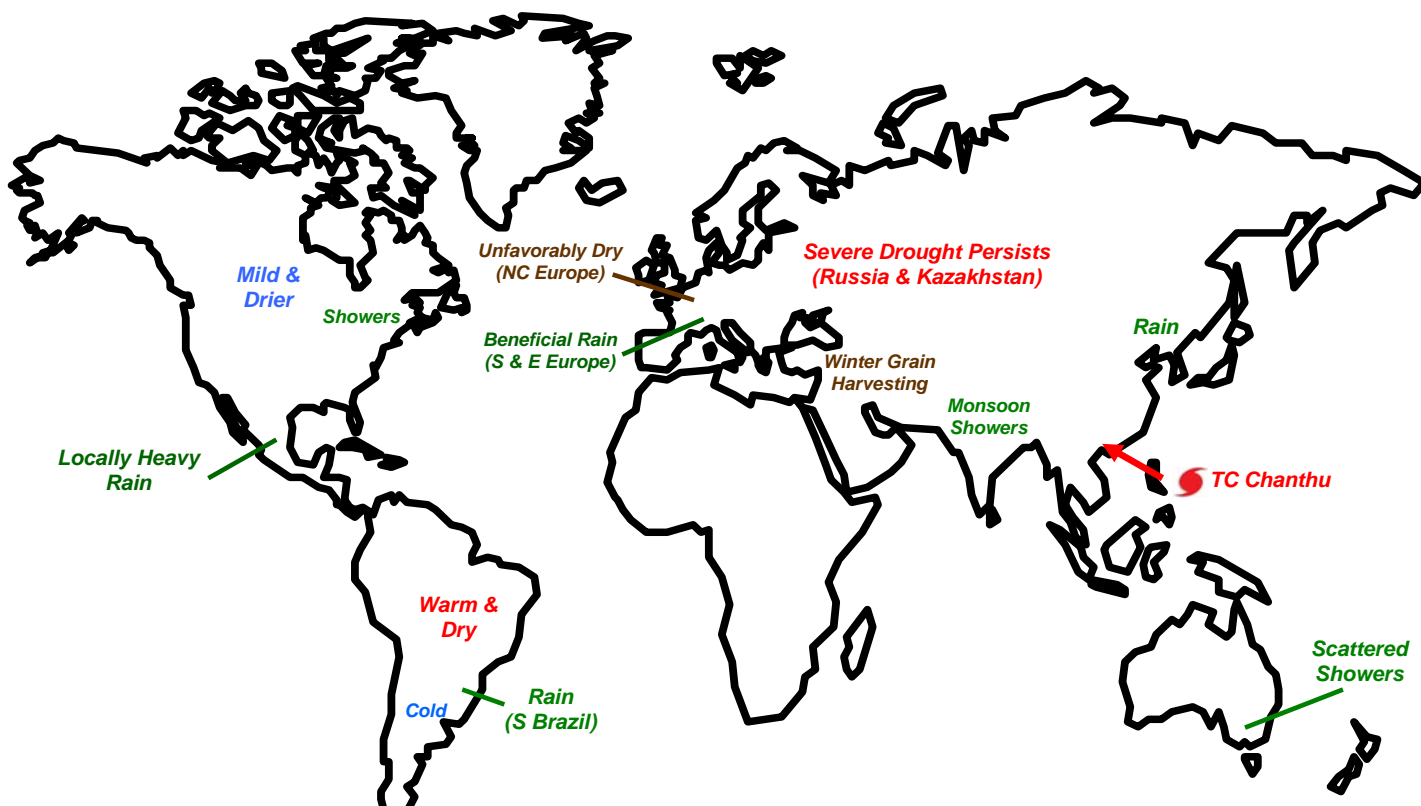 Unfavorably Dry
(NC Europe)
Severe Drought Persists
(Russia & Kazakhstan)
Mild &
Drier
Showers
Beneficial Rain
(S & E Europe)
Rain
Winter Grain
Harvesting
Monsoon
Showers
Locally Heavy
Rain
TC Chanthu
Warm &
Dry
Scattered
Showers
Cold
Rain
(S Brazil)